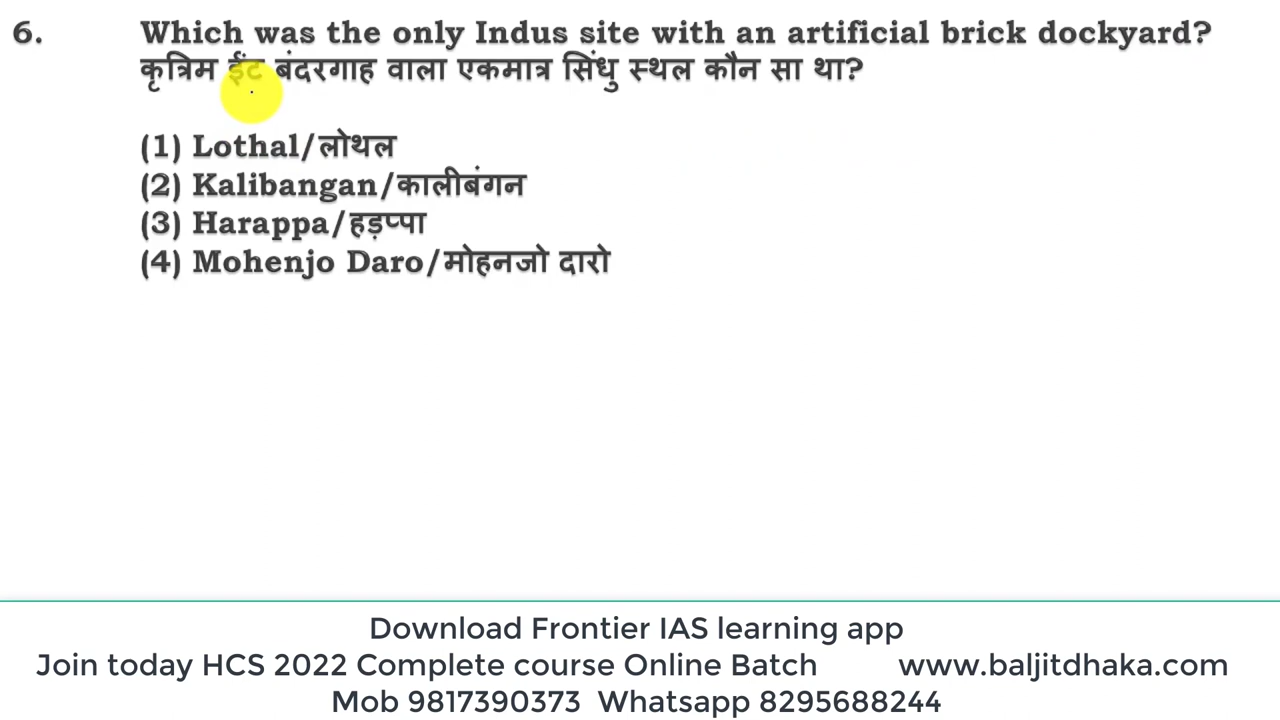 6. Which was the only Indus site with an artificial brick dockyard?
कृत्रिम ईंट बंदरगाह वाला एकमात्र सिंधु स्थल कौन सा था?
(1) Lothal/लोथल
(2) Kalibangan/कालीबंगन
(3) Harappa/हड़प्पा
(4) Mohenjo Daro/मोहनजो दारो
Download Frontier IAS learning app
Join today HCS 2022 Complete course Online Batch www.baljitdhaka.com
Mob 9817390373 Whatsapp 8295688244